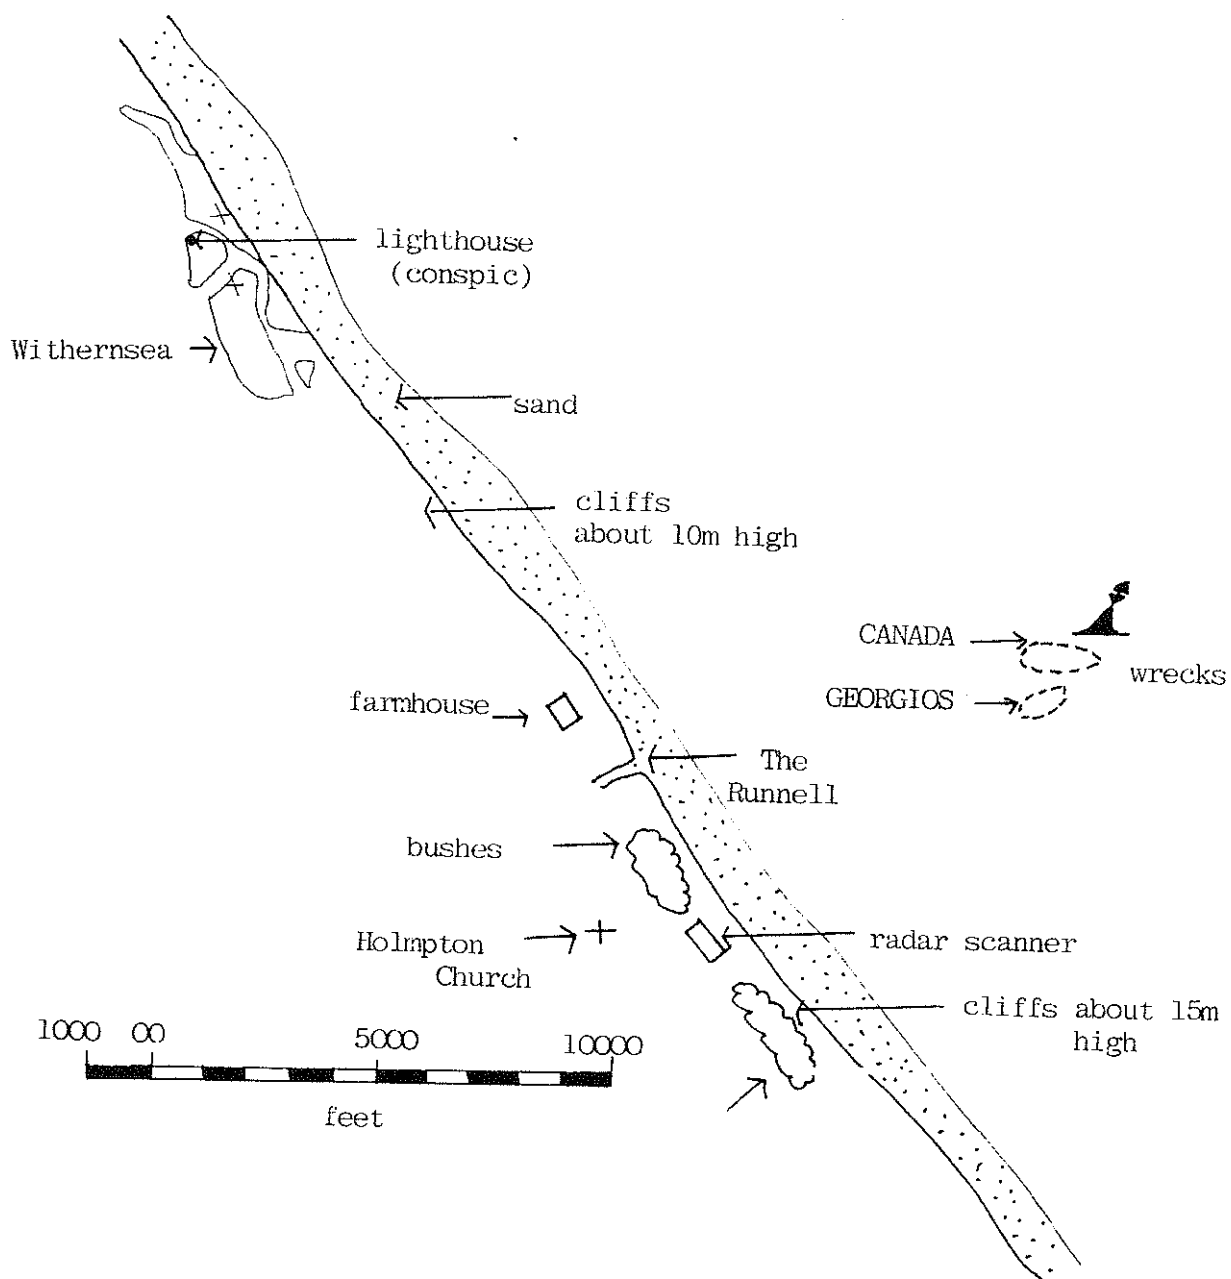 lighthouse
(conspic)
Withernsea
sand
cliffs
about 10m high
CANADA
wrecks
GEORGIOS
farmhouse
The
Runnell
bushes
Holmpton
Church
radar scanner
cliffs about 15m
high
1000 00 5000 10000
feet